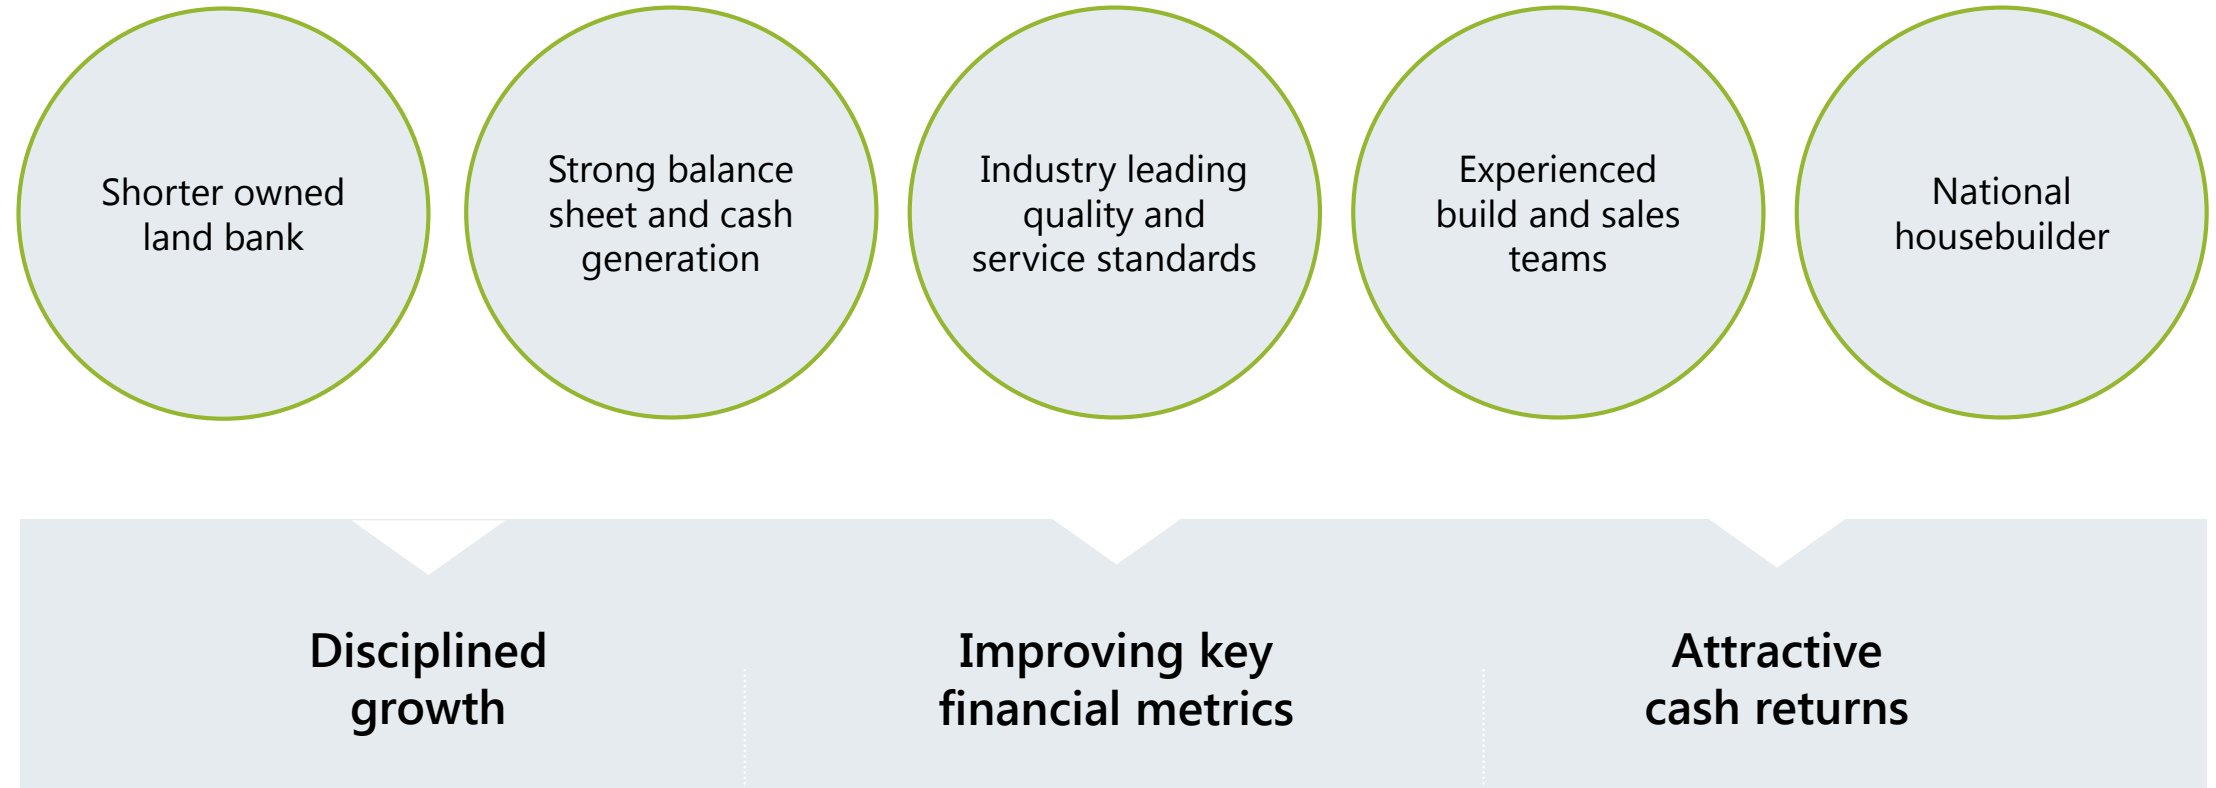 Shorter owned
land bank
Strong balance
sheet and cash
generation
Industry leading
quality and
service standards
Experienced
build and sales
teams
National
housebuilder
Disciplined
growth
Improving key
financial metrics
Attractive
cash returns